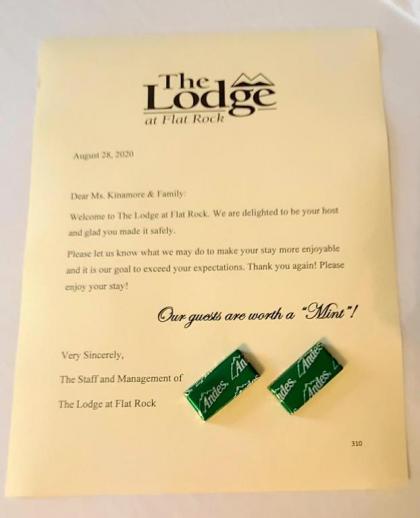 The
Lodge
at Flat Rock
August 28, 2020
Dear Ms. Kinamore & Family:
Welcome to The Lodge at Flat Rock. We are delighted to be your host
and glad you made it safely.
Please let us know what we may do to make your stay more enjoyable
and it is our goal to exceed your expectations. Thank you again! Please
enjoy your stay!
Our guests are worth a "Mint"!
Very Sincerely,
The Staff and Management of
The Lodge at Flat Rock
Andes. An
Andes.
des. Andes.
310